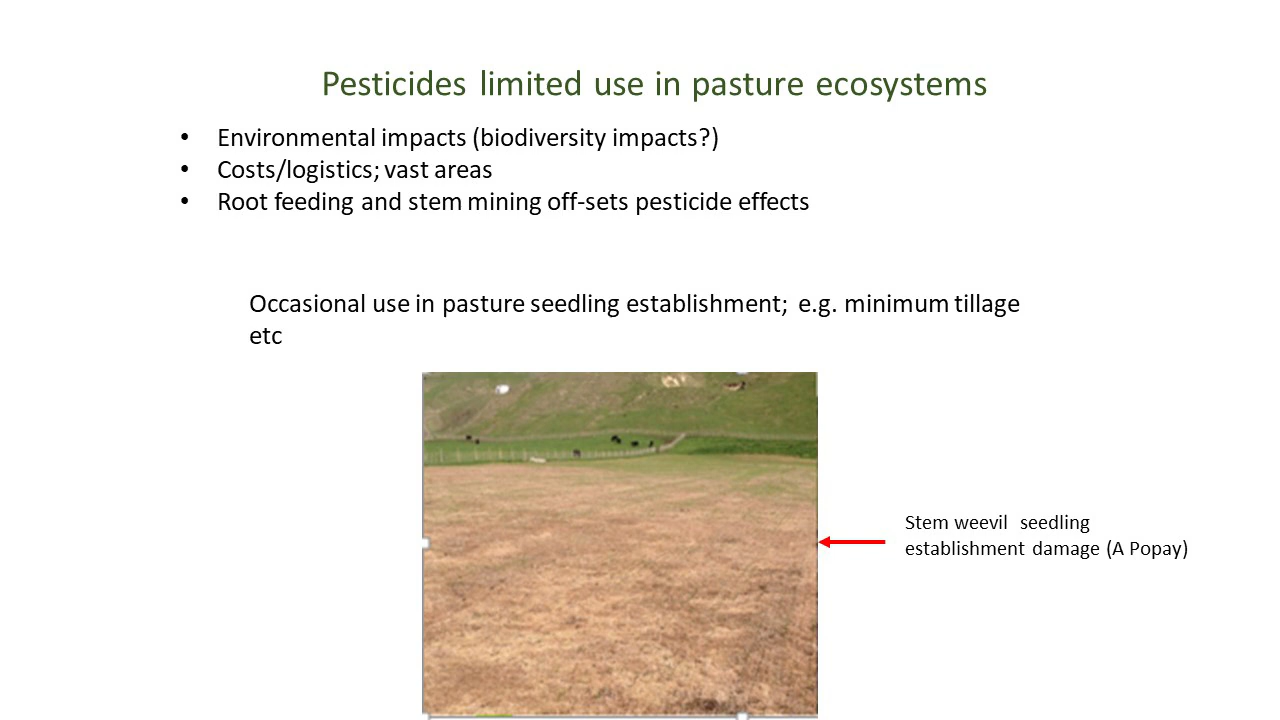 Pesticides limited use in pasture ecosystems
• Environmental impacts (biodiversity impacts?)
• Costs/logistics; vast areas
• Root feeding and stem mining off-sets pesticide effects
Occasional use in pasture seedling establishment; e.g. minimum tillage
etc
Stem weevil seedling
establishment damage (A Popay)